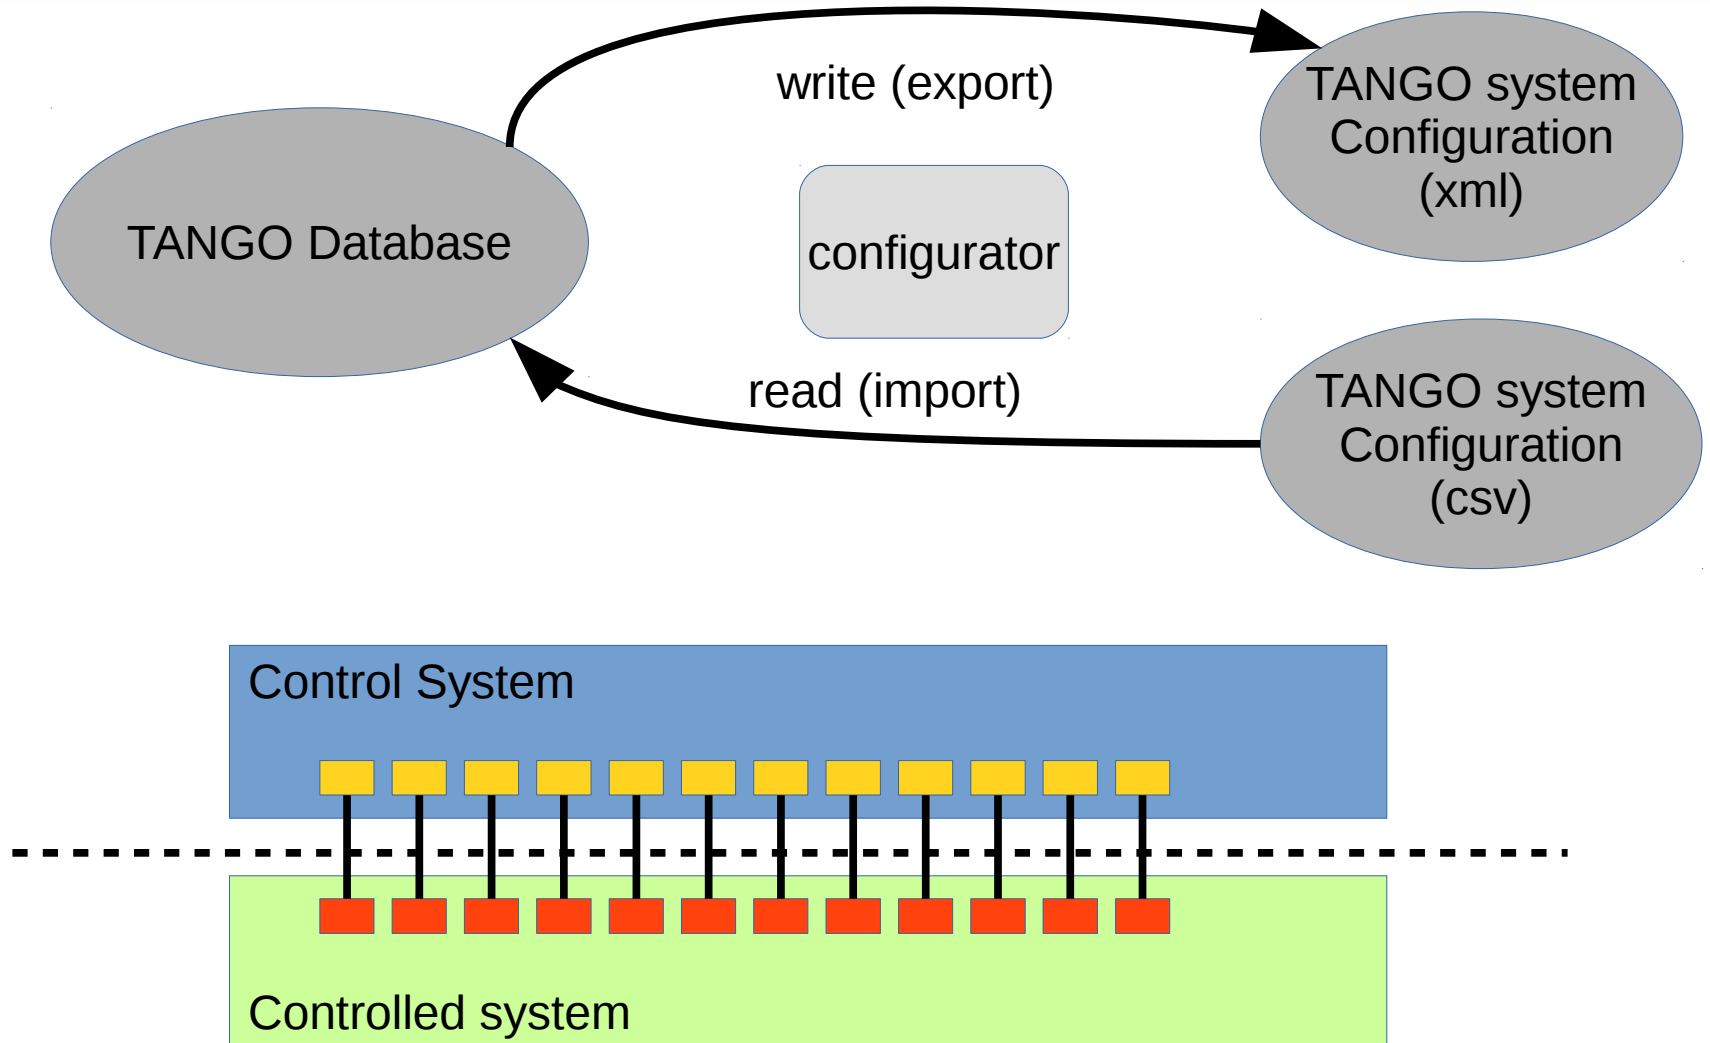 write (export)
TANGO system
Configuration
(xml)
TANGO Database
configurator
read (import)
TANGO system
Configuration
(csv)
Control System
Controlled system